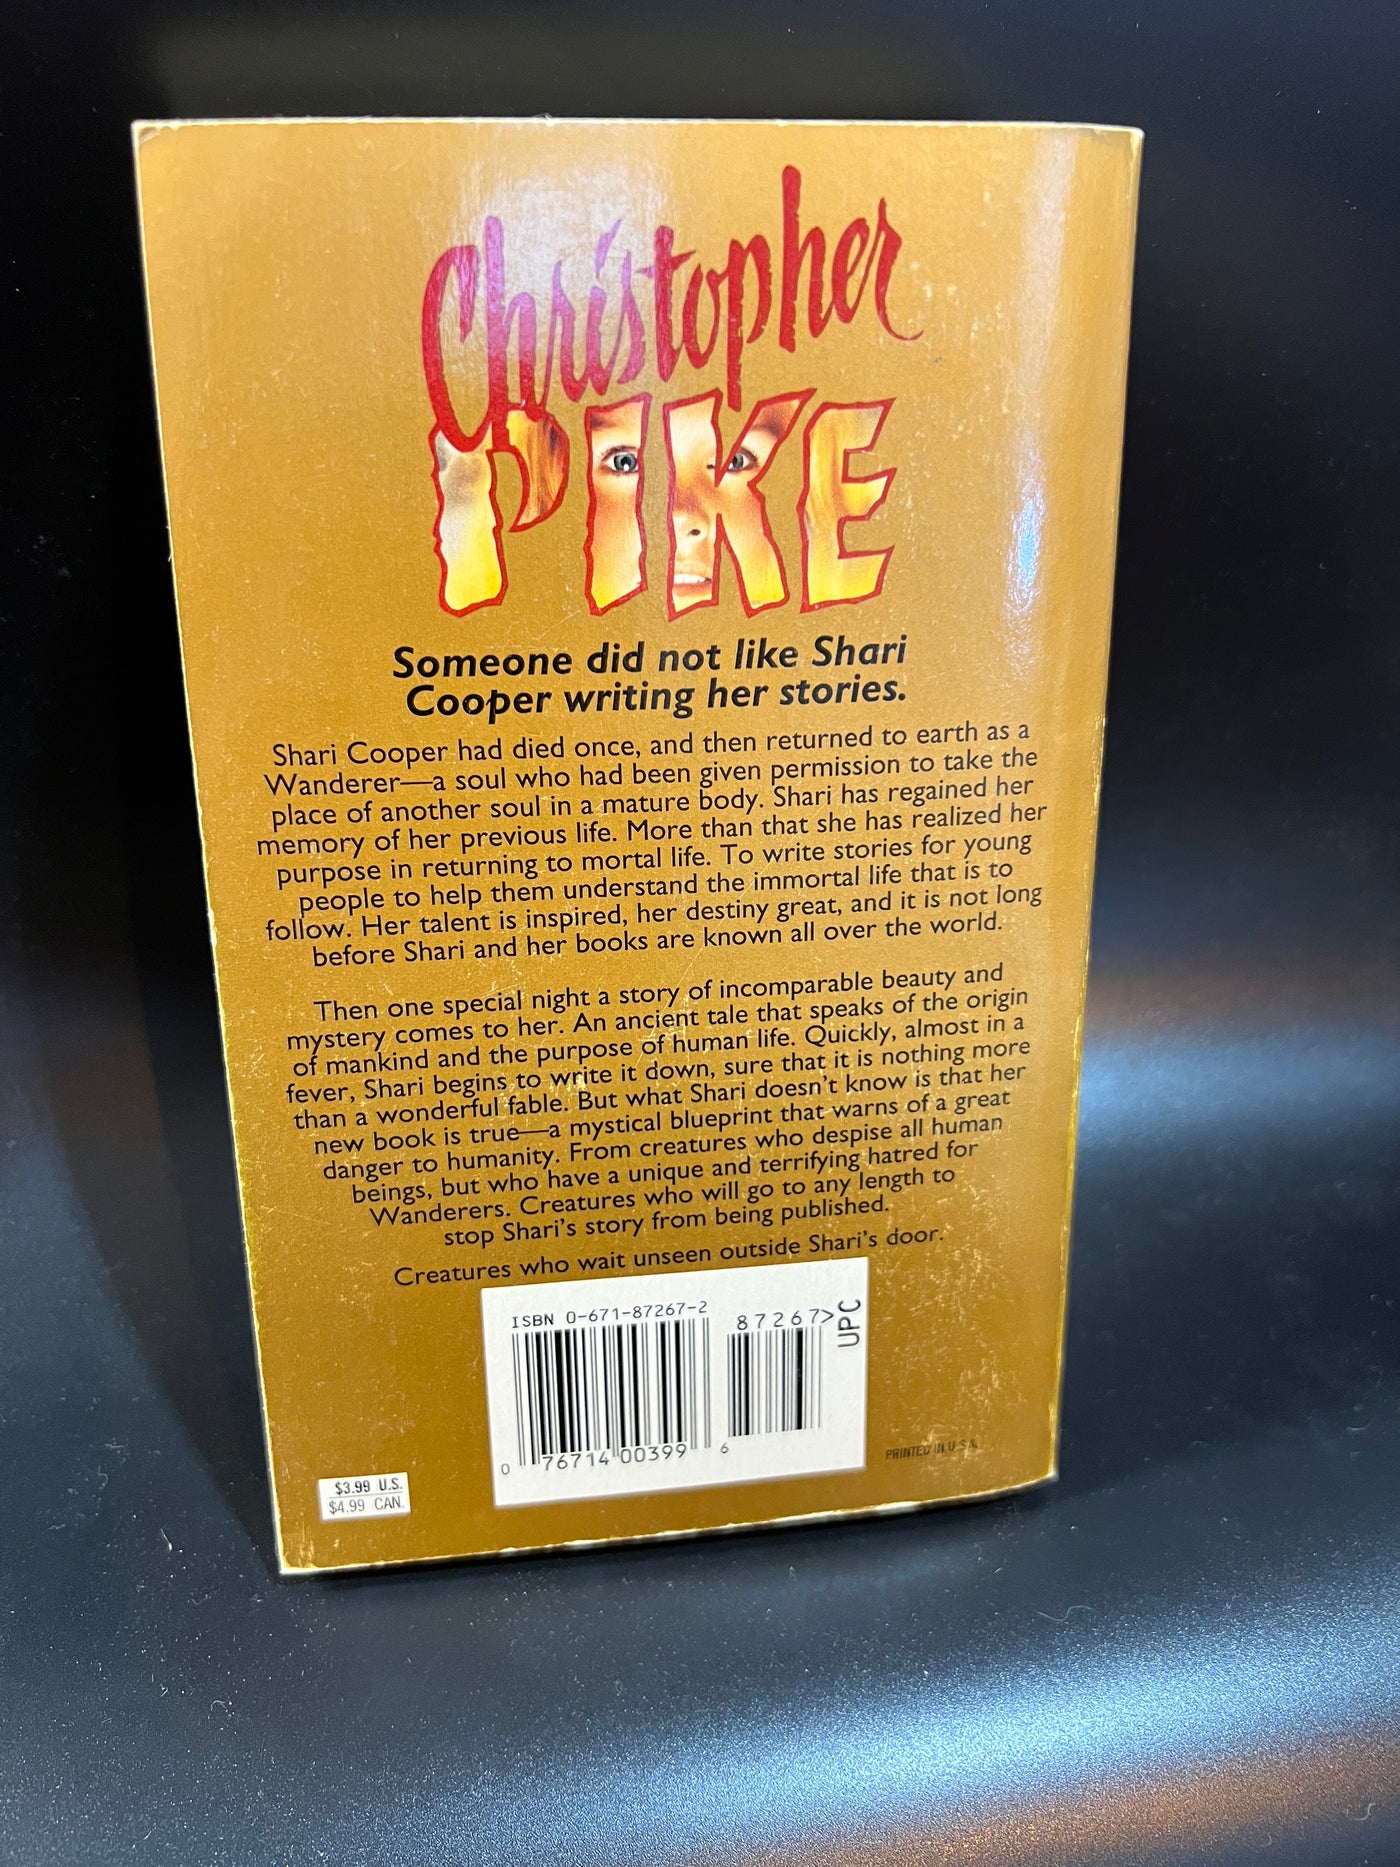 Christopher
PIKE
Someone did not like Shari
Cooper writing her stories.
Shari Cooper had died once, and then returned to earth as a
Wanderer—a soul who had been given permission to take the
place of another soul in a mature body. Shari has regained her
memory of her previous life. More than that she has realized her
purpose in returning to mortal life. To write stories for young
people to help them understand the immortal life that is to
follow. Her talent is inspired, her destiny great, and it is not long
before Shari and her books are known all over the world.
Then one special night a story of incomparable beauty and
mystery comes to her. An ancient tale that speaks of the origin
of mankind and the purpose of human life. Quickly, almost in a
fever, Shari begins to write it down, sure that it is nothing more
than a wonderful fable. But what Shari doesn't know is that her
new book is true—a mystical blueprint that warns of a great
danger to humanity. From creatures who despise all human
beings, but who have a unique and terrifying hatred for
Wanderers. Creatures who will go to any length to
stop Shari's story from being published.
Creatures who wait unseen outside Shari's door.
ISBN 0-671-87267-2
87267>
UPC
0 76714 00399 6
PRINTED IN U.S.A.
$3.99 U.S.
$4.99 CAN.